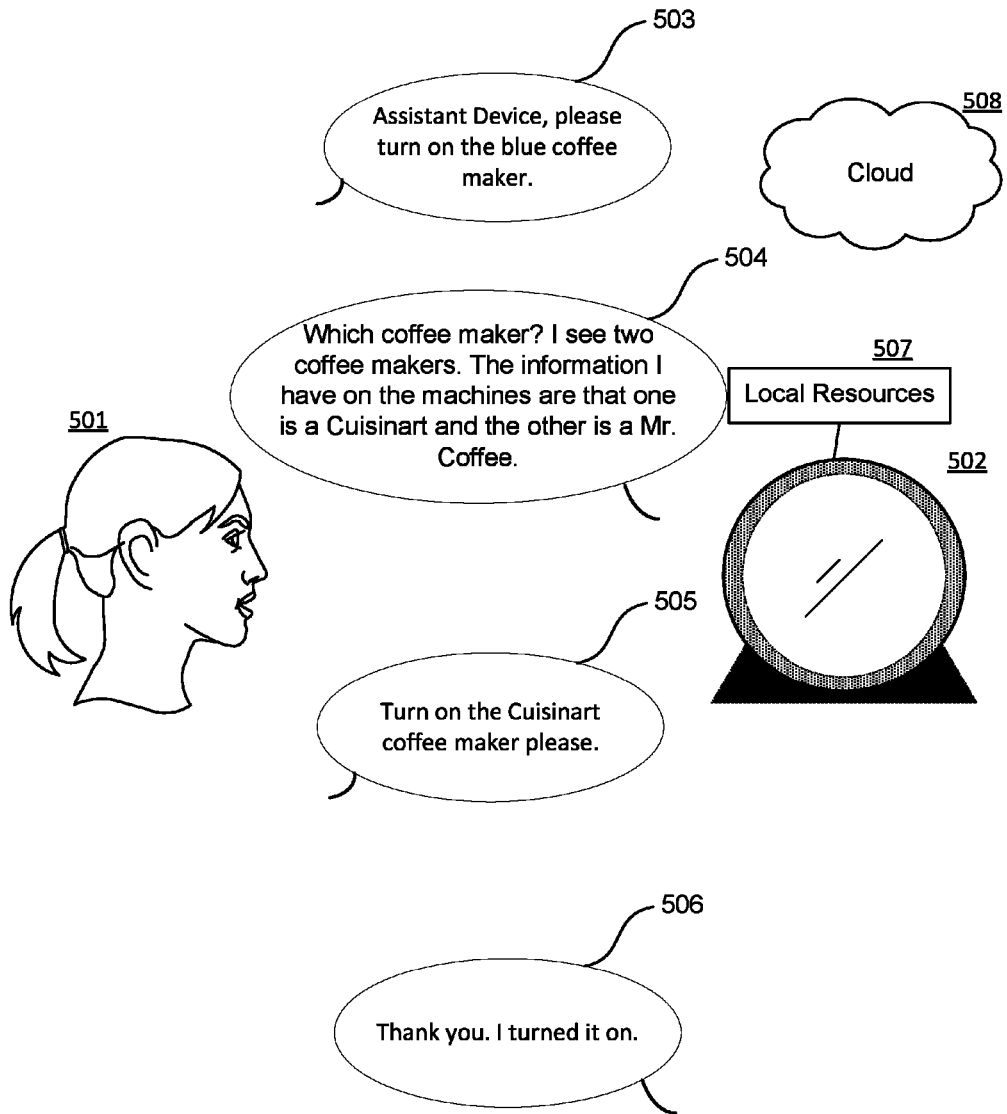 503
Assistant Device, please
turn on the blue coffee
maker.
508
Cloud
504
Which coffee maker? I see two
coffee makers. The information I
have on the machines are that one
is a Cuisinart and the other is a Mr.
Coffee.
507
Local Resources
501
502
505
Turn on the Cuisinart
coffee maker please.
506
Thank you. I turned it on.